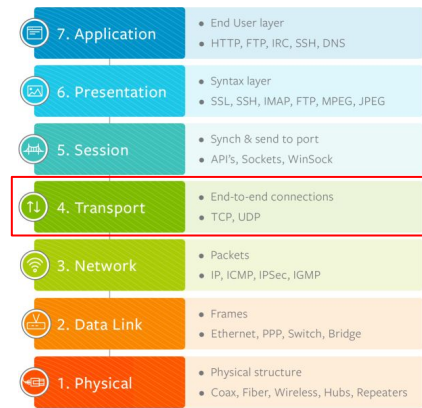 7. Application
• End User layer
• HTTP, FTP, IRC, SSH, DNS
6. Presentation
• Syntax layer
• SSL, SSH, IMAP, FTP, MPEG, JPEG
5. Session
• Synch & send to port
• API's, Sockets, WinSock
4. Transport
• End-to-end connections
• TCP, UDP
3. Network
• Packets
• IP, ICMP, IPSec, IGMP
2. Data Link
• Frames
• Ethernet, PPP, Switch, Bridge
1. Physical
• Physical structure
• Coax, Fiber, Wireless, Hubs, Repeaters